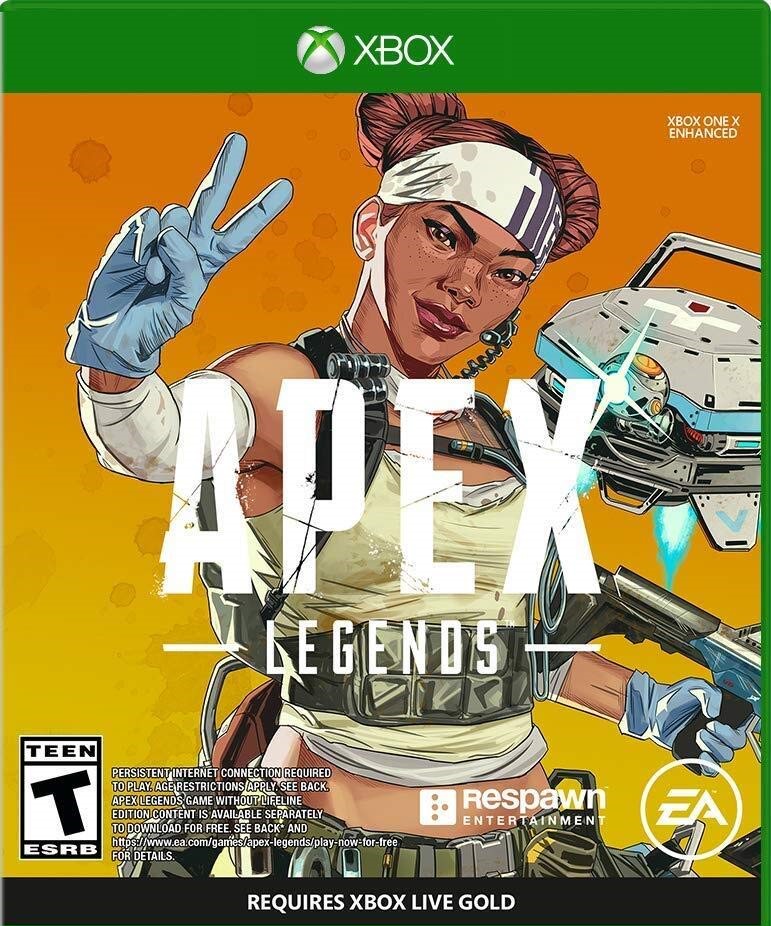 XBOX
XBOX ONE X
ENHANCED
APEX
LEGENDS™
TEEN
T
ESRB
PERSISTENT INTERNET CONNECTION REQUIRED
TO PLAY. AGE RESTRICTIONS APPLY. SEE BACK.
APEX LEGENDS GAME WITHOUT LIFELINE
EDITION CONTENT IS AVAILABLE SEPARATELY
TO DOWNLOAD FOR FREE. SEE BACK* AND
https://www.ea.com/games/apex-legends/play-now-for-free
FOR DETAILS.
Respawn
ENTERTAINMENT
EA
REQUIRES XBOX LIVE GOLD